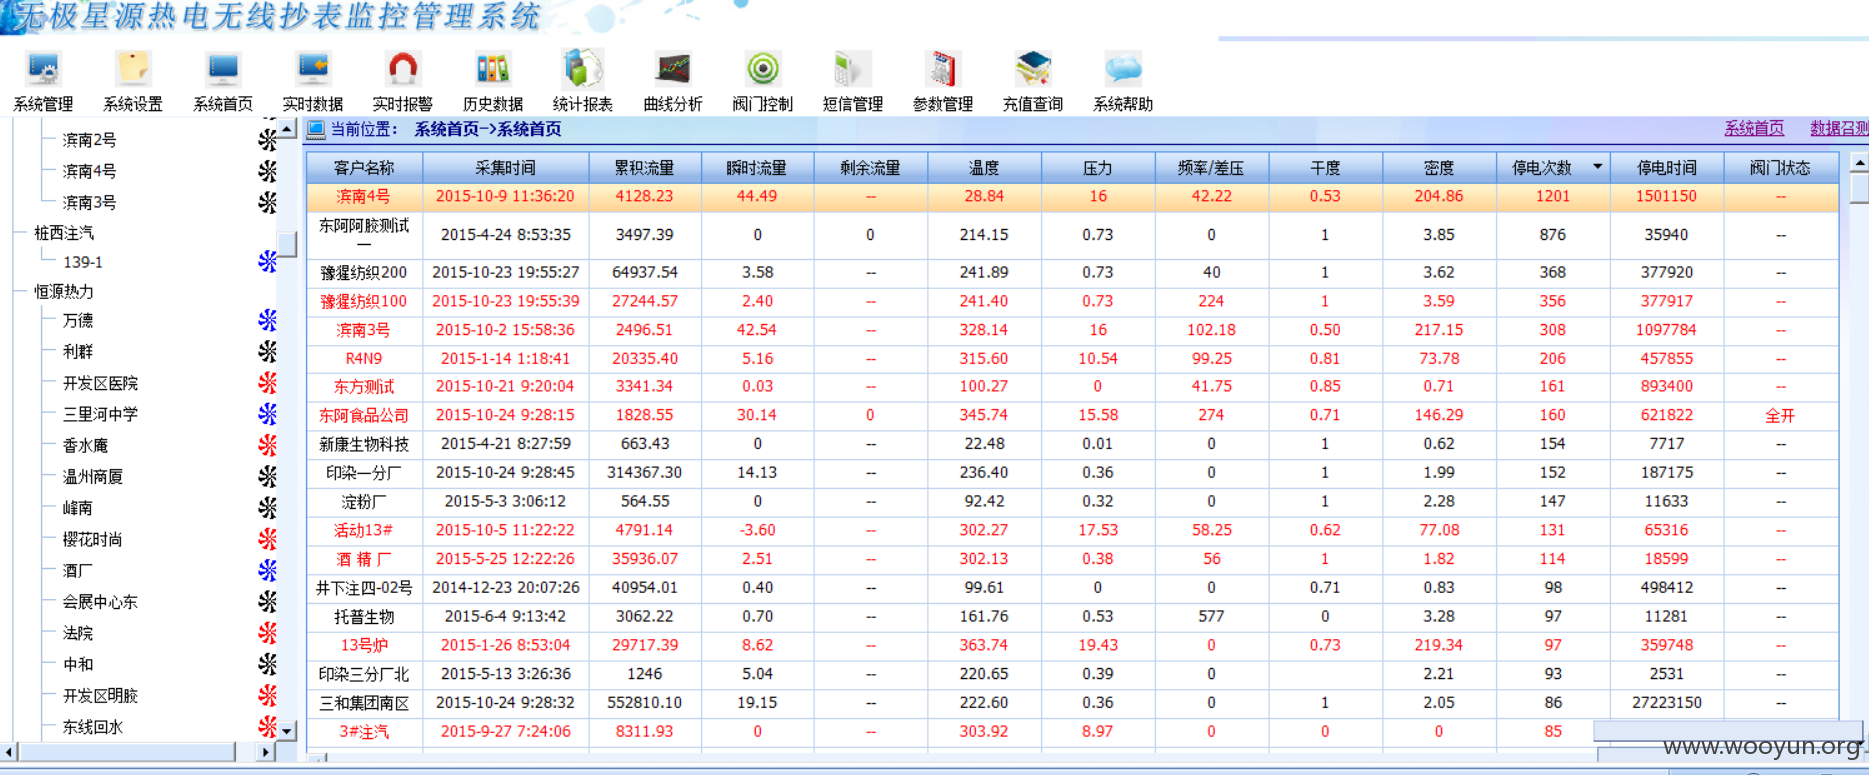 无极星源热电无线抄表监控管理系统
系统管理 系统设置 系统首页 实时数据 实时报警 历史数据 统计报表 曲线分析 阀门控制 短信管理 参数管理 充值查询 系统帮助
滨南2号
滨南4号
滨南3号
桩西注汽
139-1
恒源热力
万德
利群
开发区医院
三里河中学
香水庵
温州商厦
峰南
樱花时尚
酒厂
会展中心东
法院
中和
开发区明胶
东线回水
当前位置： 系统首页->系统首页 系统首页 数据召测
客户名称 采集时间 累积流量 瞬时流量 剩余流量 温度 压力 频率/差压 干度 密度 停电次数 停电时间 阀门状态
滨南4号 2015-10-9 11:36:20 4128.23 44.49 -- 28.84 16 42.22 0.53 204.86 1201 1501150 --
东阿阿胶测试一 2015-4-24 8:53:35 3497.39 0 0 214.15 0.73 0 1 3.85 876 35940 --
豫猩纺织200 2015-10-23 19:55:27 64937.54 3.58 -- 241.89 0.73 40 1 3.62 368 377920 --
豫猩纺织100 2015-10-23 19:55:39 27244.57 2.40 -- 241.40 0.73 224 1 3.59 356 377917 --
滨南3号 2015-10-2 15:58:36 2496.51 42.54 -- 328.14 16 102.18 0.50 217.15 308 1097784 --
R4N9 2015-1-14 1:18:41 20335.40 5.16 -- 315.60 10.54 99.25 0.81 73.78 206 457855 --
东方测试 2015-10-21 9:20:04 3341.34 0.03 -- 100.27 0 41.75 0.85 0.71 161 893400 --
东阿食品公司 2015-10-24 9:28:15 1828.55 30.14 0 345.74 15.58 274 0.71 146.29 160 621822 全开
新康生物科技 2015-4-21 8:27:59 663.43 0 -- 22.48 0.01 0 1 0.62 154 7717 --
印染一分厂 2015-10-24 9:28:45 314367.30 14.13 -- 236.40 0.36 0 1 1.99 152 187175 --
淀粉厂 2015-5-3 3:06:12 564.55 0 -- 92.42 0.32 0 1 2.28 147 11633 --
活动13# 2015-10-5 11:22:22 4791.14 -3.60 -- 302.27 17.53 58.25 0.62 77.08 131 65316 --
酒 精 厂 2015-5-25 12:22:26 35936.07 2.51 -- 302.13 0.38 56 1 1.82 114 18599 --
井下注四-02号 2014-12-23 20:07:26 40954.01 0.40 -- 99.61 0 0 0.71 0.83 98 498412 --
托普生物 2015-6-4 9:13:42 3062.22 0.70 -- 161.76 0.53 577 0 3.28 97 11281 --
13号炉 2015-1-26 8:53:04 29717.39 8.62 -- 363.74 19.43 0 0.73 219.34 97 359748 --
印染三分厂北 2015-5-13 3:26:36 1246 5.04 -- 220.65 0.39 0 2.21 93 2531 --
三和集团南区 2015-10-24 9:28:32 552810.10 19.15 -- 222.60 0.36 0 1 2.05 86 27223150 --
3#注汽 2015-9-27 7:24:06 8311.93 0 -- 303.92 8.97 0 0 0 85
www.wooyun.org